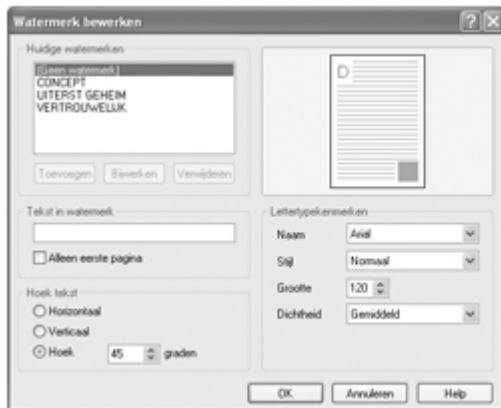 Watermerk bewerken
Huidige watermerken
(Geen watermerk)
CONCEPT
UITERST GEHEIM
VERTROUWELIJK
Toevoegen Bijwerken Verwijderen
D
Tekst in watermerk
Alleen eerste pagina
Hoek tekst
Horizontaal
Verticaal
Hoek 45 graden
Lettertypekenmerken
Naam Arial
Stijl Normaal
Grootte 120
Dichtheid Gemiddeld
OK Annuleren Help